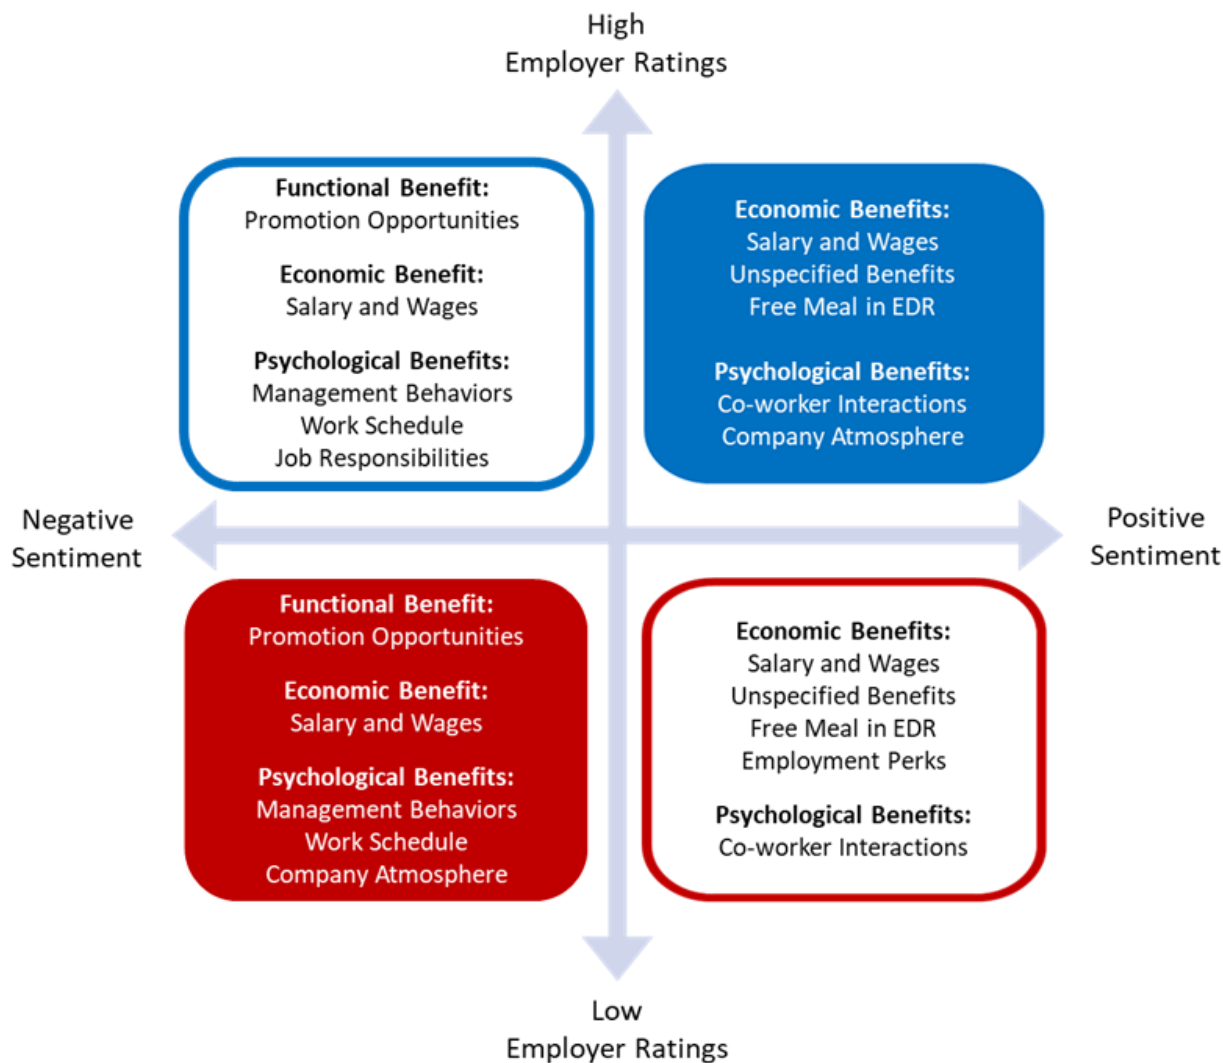 High
Employer Ratings
Functional Benefit:
Promotion Opportunities
Economic Benefit:
Salary and Wages
Psychological Benefits:
Management Behaviors
Work Schedule
Job Responsibilities
Economic Benefits:
Salary and Wages
Unspecified Benefits
Free Meal in EDR
Psychological Benefits:
Co-worker Interactions
Company Atmosphere
Negative
Sentiment
Positive
Sentiment
Functional Benefit:
Promotion Opportunities
Economic Benefit:
Salary and Wages
Psychological Benefits:
Management Behaviors
Work Schedule
Company Atmosphere
Economic Benefits:
Salary and Wages
Unspecified Benefits
Free Meal in EDR
Employment Perks
Psychological Benefits:
Co-worker Interactions
Low
Employer Ratings